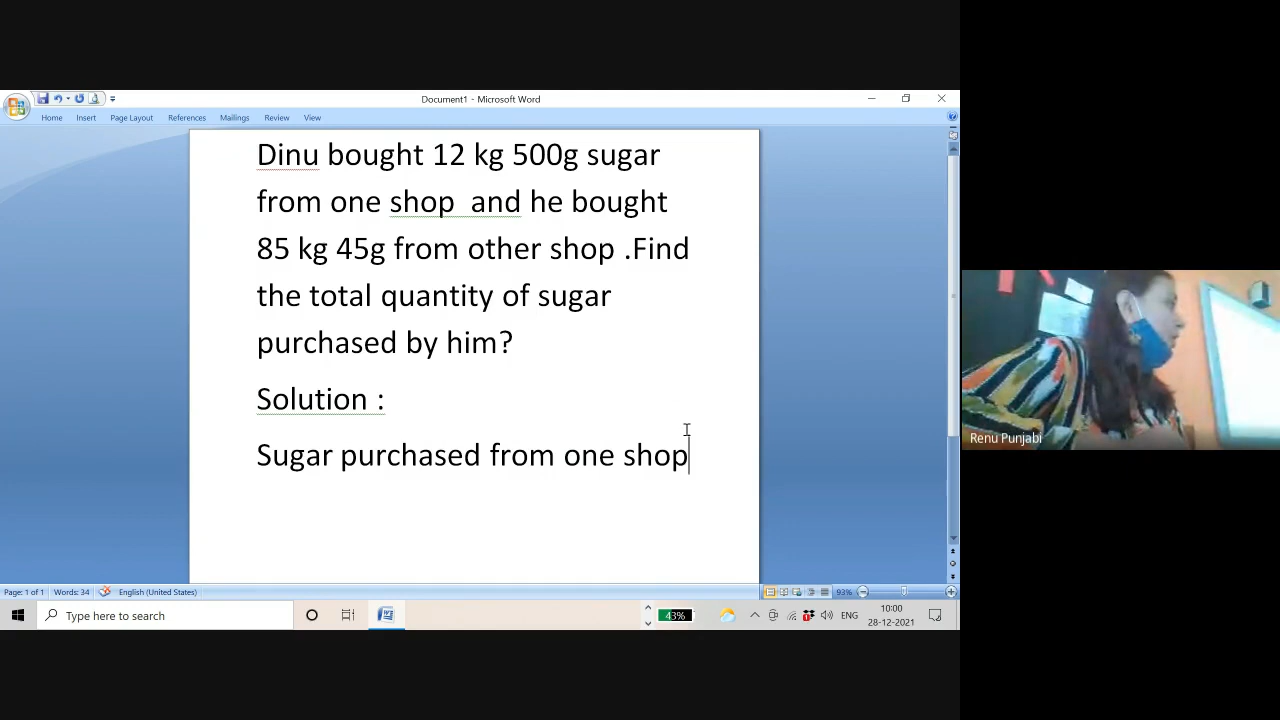 Document1 - Microsoft Word
Home Insert Page Layout References Mailings Review View
Dinu bought 12 kg 500g sugar
from one shop  and he bought
85 kg 45g from other shop .Find
the total quantity of sugar
purchased by him?
Solution :
Sugar purchased from one shop
Renu Punjabi
Page: 1 of 1 Words: 34 English (United States) 93%
Type here to search
43%
ENG
10:00
28-12-2021